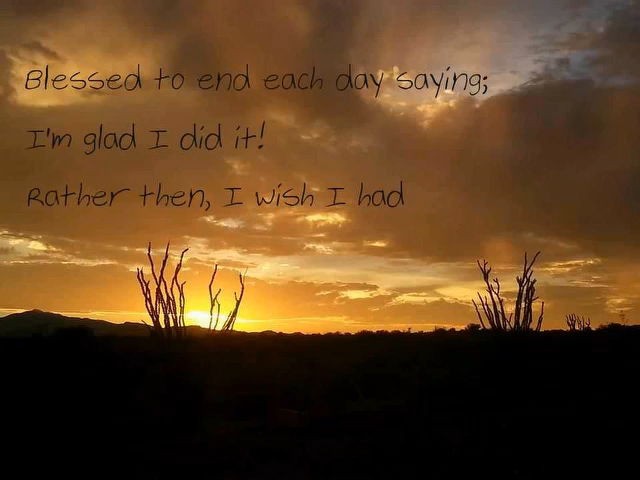 Blessed to end each day saying;
I'm glad I did it!
Rather then, I wish I had